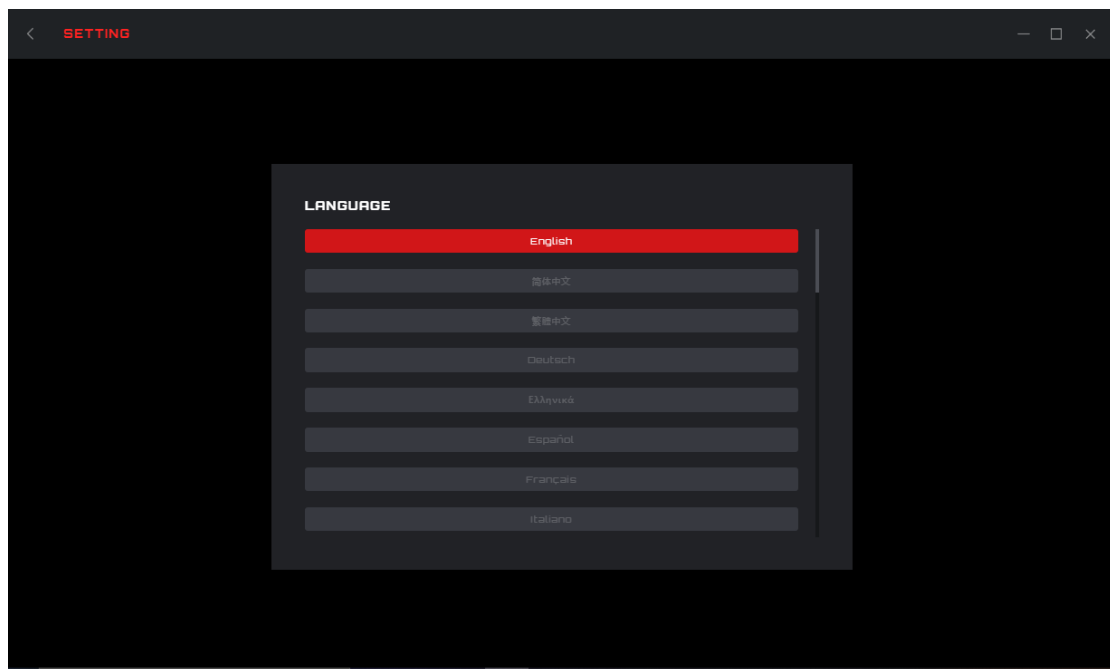 SETTING
LANGUAGE
English
简体中文
繁體中文
Deutsch
Ελληνικά
Español
Français
Italiano